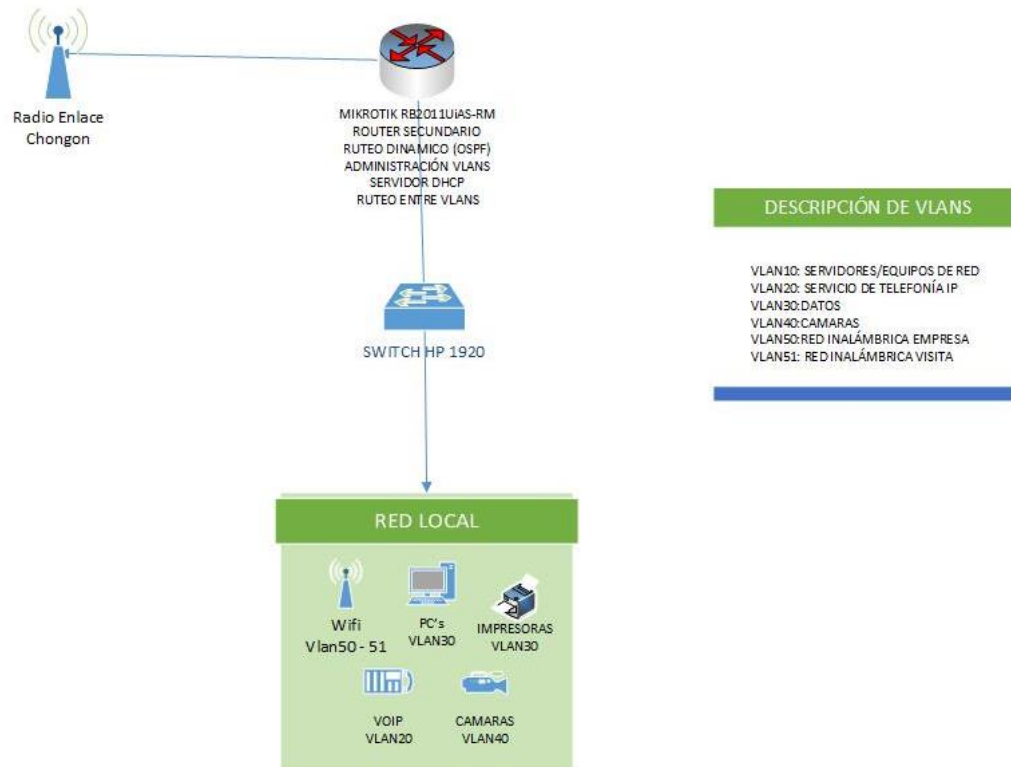 Radio Enlace
Chongon
MIKROTIK RB2011UiAS-RM
ROUTER SECUNDARIO
RUTEO DINAMICO (OSPF)
ADMINISTRACIÓN VLANS
SERVIDOR DHCP
RUTEO ENTRE VLANS
SWITCH HP 1920
DESCRIPCIÓN DE VLANS
VLAN10: SERVIDORES/EQUIPOS DE RED
VLAN20: SERVICIO DE TELEFONÍA IP
VLAN30:DATOS
VLAN40:CAMARAS
VLAN50:RED INALÁMBRICA EMPRESA
VLAN51: RED INALÁMBRICA VISITA
RED LOCAL
Wifi
Vlan50 - 51
PC's
VLAN30
IMPRESORAS
VLAN30
VOIP
VLAN20
CAMARAS
VLAN40